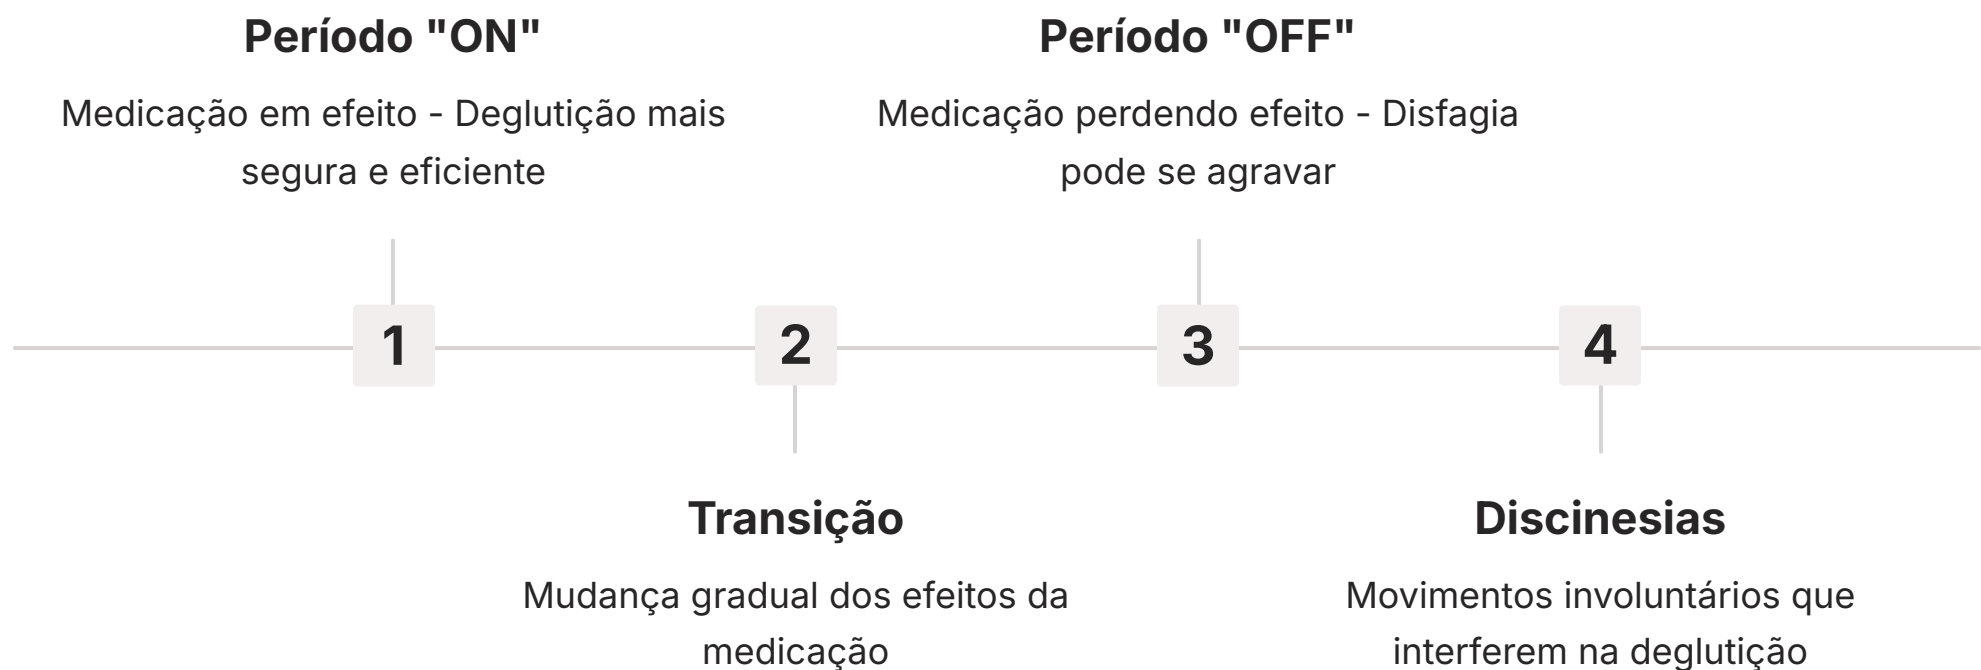 Período "ON"
Medicação em efeito - Deglutição mais
segura e eficiente
Período "OFF"
Medicação perdendo efeito - Disfagia
pode se agravar
1
2
3
4
Transição
Mudança gradual dos efeitos da
medicação
Discinesias
Movimentos involuntários que
interferem na deglutição